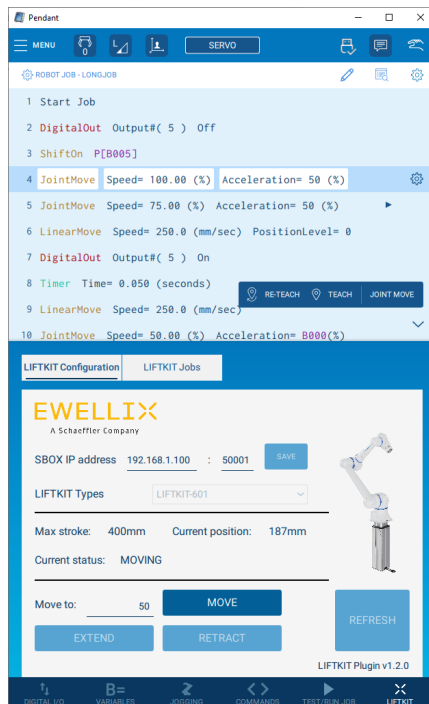 Pendant
MENU 0 SERVO
ROBOT JOB - LONGJOB
1 Start Job
2 DigitalOut Output#( 5 ) Off
3 ShiftOn P[B005]
4 JointMove Speed= 100.00 (%) Acceleration= 50 (%)
5 JointMove Speed= 75.00 (%) Acceleration= 50 (%)
6 LinearMove Speed= 250.0 (mm/sec) PositionLevel= 0
7 DigitalOut Output#( 5 ) On
8 Timer Time= 0.050 (seconds)
RE-TEACH TEACH JOINT MOVE
9 LinearMove Speed= 250.0 (mm/sec)
10 JointMove Speed= 50.00 (%) Acceleration= B000(%)
LIFTKIT Configuration LIFTKIT Jobs
EWELLIX
A Schaeffler Company
SBOX IP address 192.168.1.100 : 50001 SAVE
LIFTKIT Types LIFTKIT-601
Max stroke: 400mm Current position: 187mm
Current status: MOVING
Move to: 50 MOVE
REFRESH
EXTEND RETRACT
LIFTKIT Plugin v1.2.0
DIGITAL I/O VARIABLES JOGGING COMMANDS TEST/RUN JOB LIFTKIT